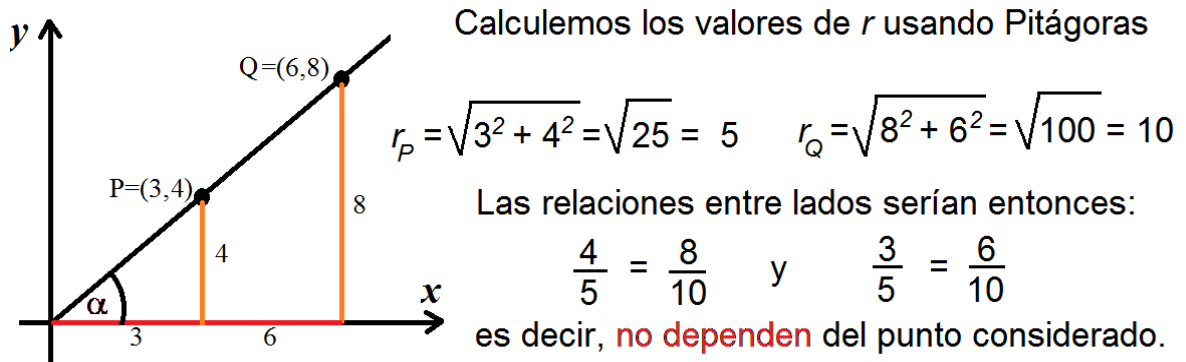 Calculemos los valores de r usando Pitágoras
y
Q=(6,8)
r_P = √(3² + 4²) = √25 = 5    r_Q = √(8² + 6²) = √100 = 10
P=(3,4)
8
4
Las relaciones entre lados serían entonces:
4/5 = 8/10   y   3/5 = 6/10
α
x
3
6
es decir, no dependen del punto considerado.